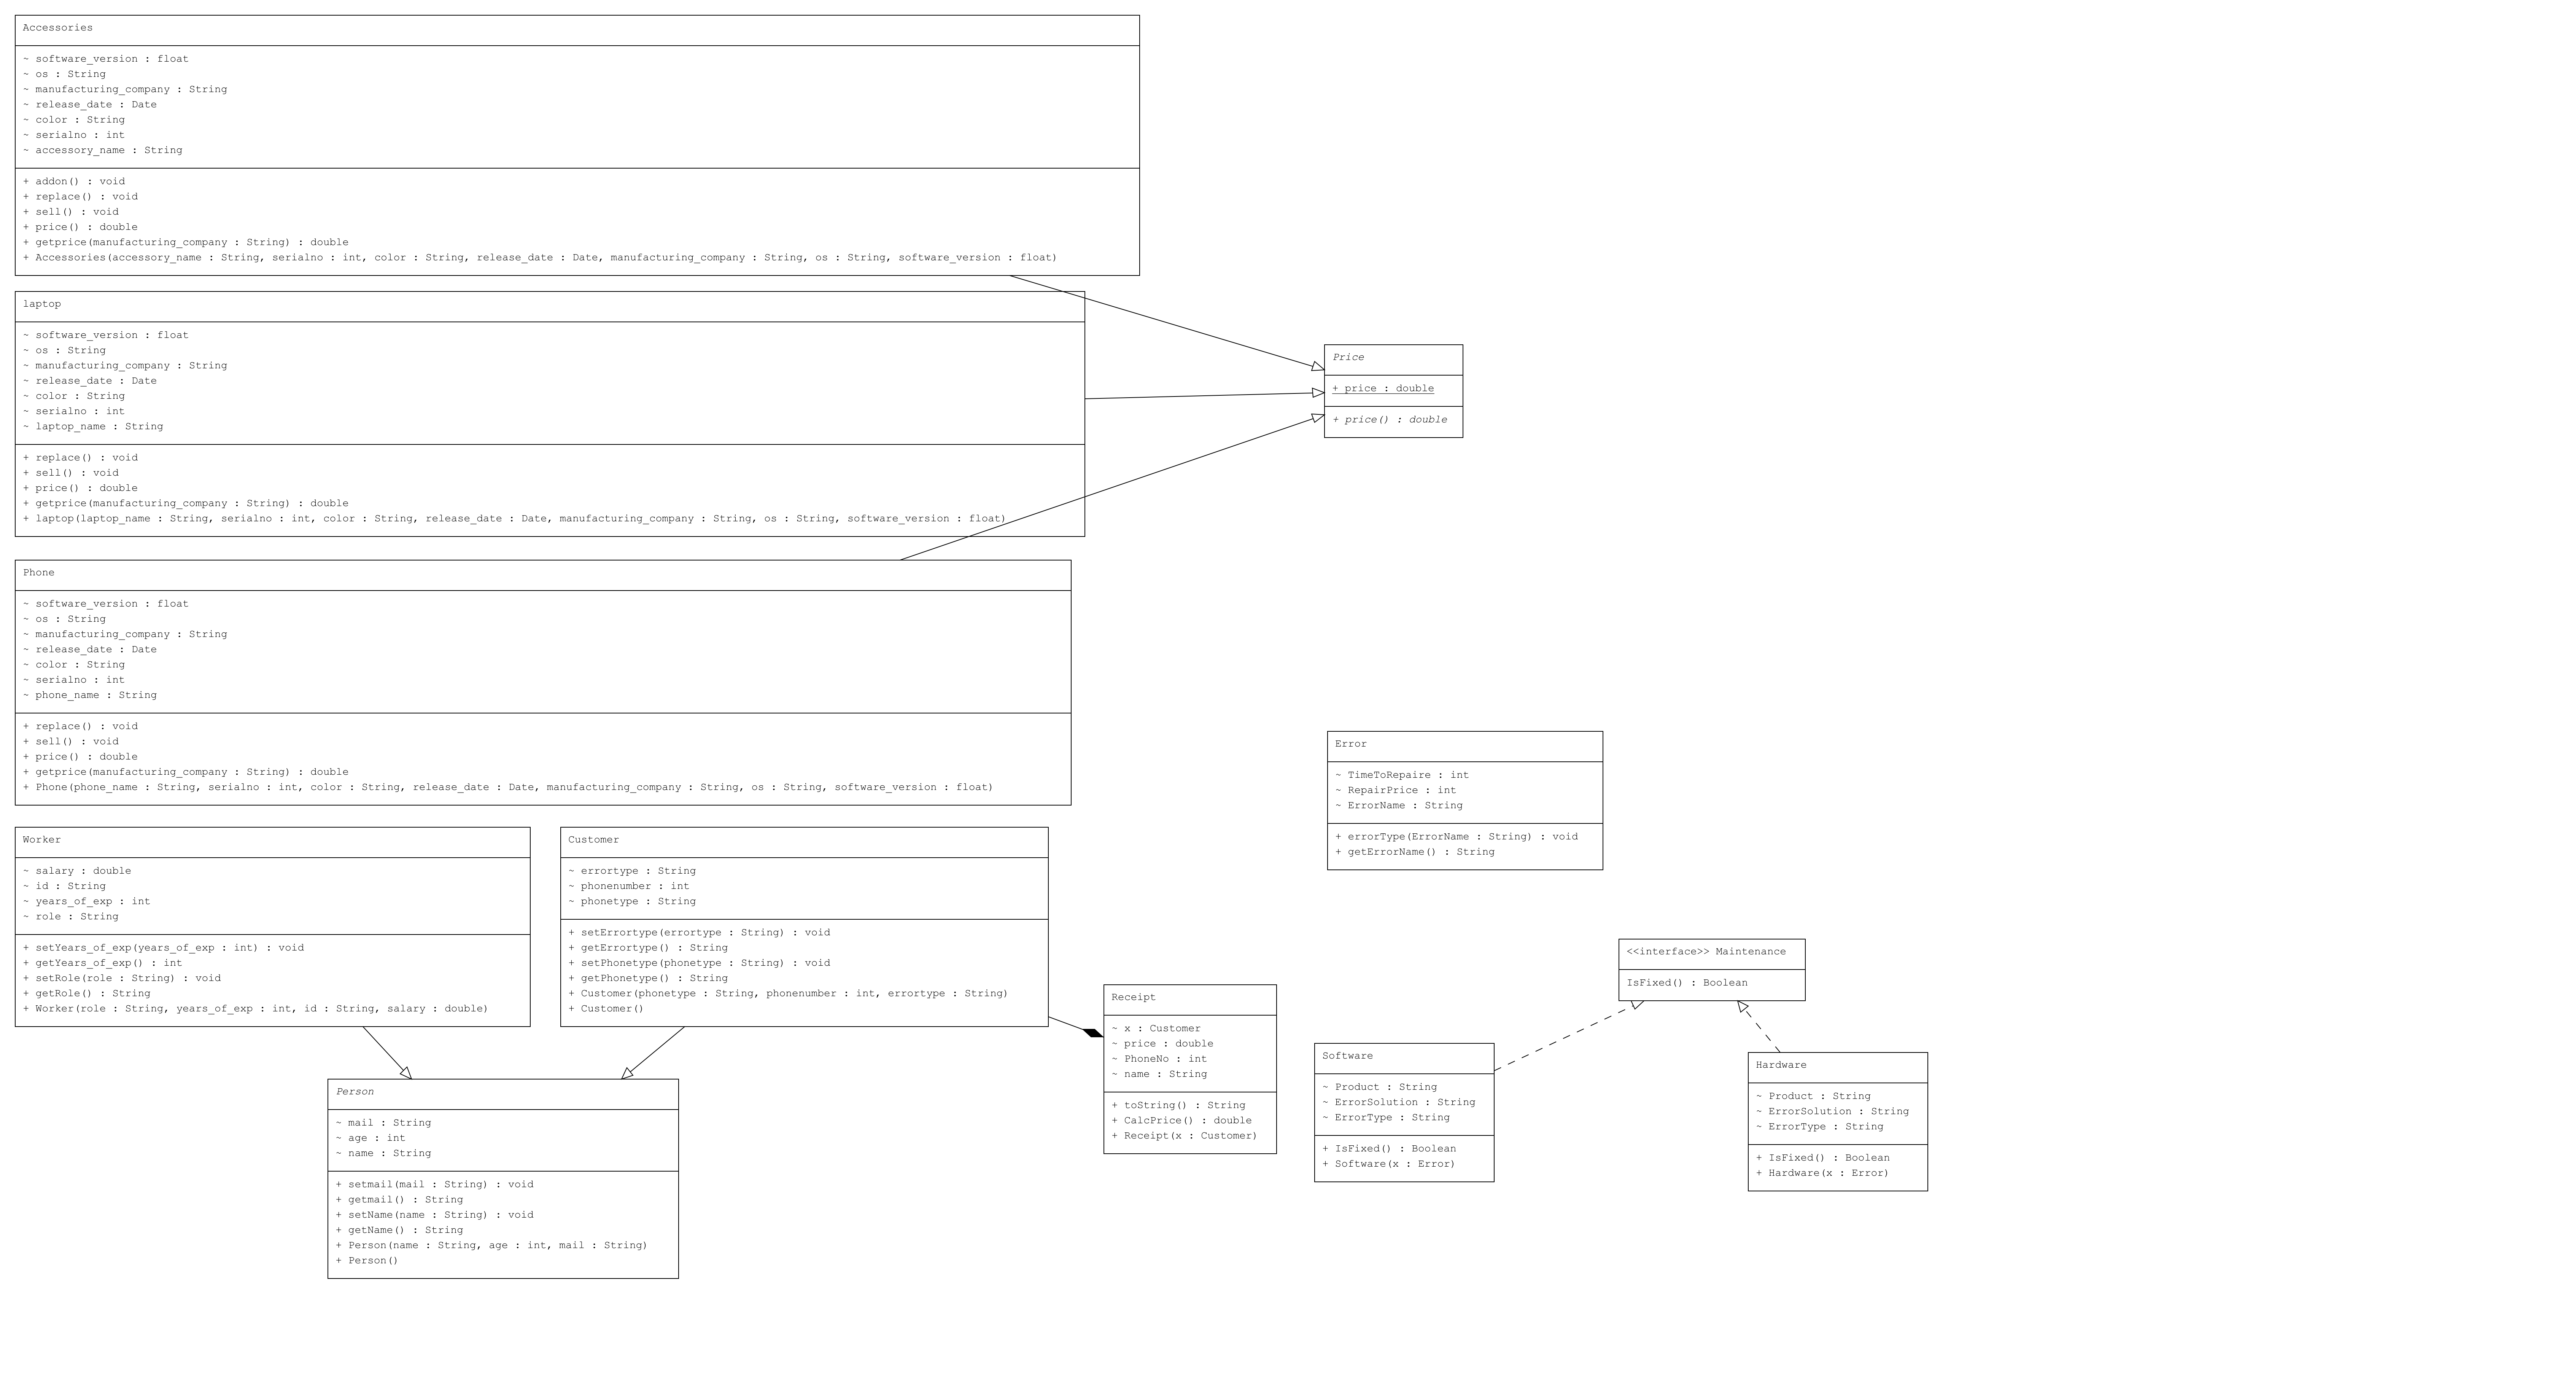 Accessories
~ software_version : float
~ os : String
~ manufacturing_company : String
~ release_date : Date
~ color : String
~ serialno : int
~ accessory_name : String
+ addon() : void
+ replace() : void
+ sell() : void
+ price() : double
+ getprice(manufacturing_company : String) : double
+ Accessories(accessory_name : String, serialno : int, color : String, release_date : Date, manufacturing_company : String, os : String, software_version : float)
laptop
~ software_version : float
~ os : String
~ manufacturing_company : String
~ release_date : Date
~ color : String
~ serialno : int
~ laptop_name : String
+ replace() : void
+ sell() : void
+ price() : double
+ getprice(manufacturing_company : String) : double
+ laptop(laptop_name : String, serialno : int, color : String, release_date : Date, manufacturing_company : String, os : String, software_version : float)
Price
+ price : double
+ price() : double
Phone
~ software_version : float
~ os : String
~ manufacturing_company : String
~ release_date : Date
~ color : String
~ serialno : int
~ phone_name : String
+ replace() : void
+ sell() : void
+ price() : double
+ getprice(manufacturing_company : String) : double
+ Phone(phone_name : String, serialno : int, color : String, release_date : Date, manufacturing_company : String, os : String, software_version : float)
Error
~ TimeToRepaire : int
~ RepairPrice : int
~ ErrorName : String
+ errorType(ErrorName : String) : void
+ getErrorName() : String
Worker
~ salary : double
~ id : String
~ years_of_exp : int
~ role : String
+ setYears_of_exp(years_of_exp : int) : void
+ getYears_of_exp() : int
+ setRole(role : String) : void
+ getRole() : String
+ Worker(role : String, years_of_exp : int, id : String, salary : double)
Customer
~ errortype : String
~ phonenumber : int
~ phonetype : String
+ setErrortype(errortype : String) : void
+ getErrortype() : String
+ setPhonetype(phonetype : String) : void
+ getPhonetype() : String
+ Customer(phonetype : String, phonenumber : int, errortype : String)
+ Customer()
Receipt
~ x : Customer
~ price : double
~ PhoneNo : int
~ name : String
+ toString() : String
+ CalcPrice() : double
+ Receipt(x : Customer)
<<interface>> Maintenance
IsFixed() : Boolean
Software
~ Product : String
~ ErrorSolution : String
~ ErrorType : String
+ IsFixed() : Boolean
+ Software(x : Error)
Hardware
~ Product : String
~ ErrorSolution : String
~ ErrorType : String
+ IsFixed() : Boolean
+ Hardware(x : Error)
Person
~ mail : String
~ age : int
~ name : String
+ setmail(mail : String) : void
+ getmail() : String
+ setName(name : String) : void
+ getName() : String
+ Person(name : String, age : int, mail : String)
+ Person()